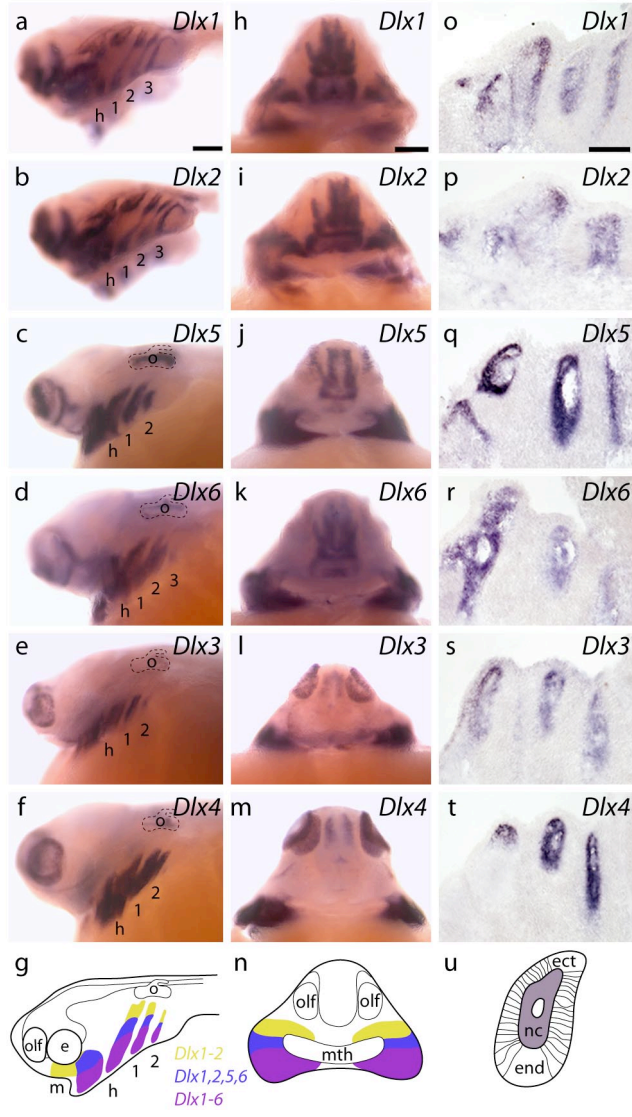 a Dlx1
h 1 2 3
h Dlx1
o Dlx1
b Dlx2
h 1 2 3
i Dlx2
p Dlx2
c Dlx5
o
h 1 2
j Dlx5
q Dlx5
d Dlx6
o
h 1 2 3
k Dlx6
r Dlx6
e Dlx3
o
h 1 2
l Dlx3
s Dlx3
f Dlx4
o
h 1 2
m Dlx4
t Dlx4
g
o
olf e
m h 1 2
Dlx1-2
Dlx1,2,5,6
Dlx1-6
n
olf olf
mth
u
ect
nc
end